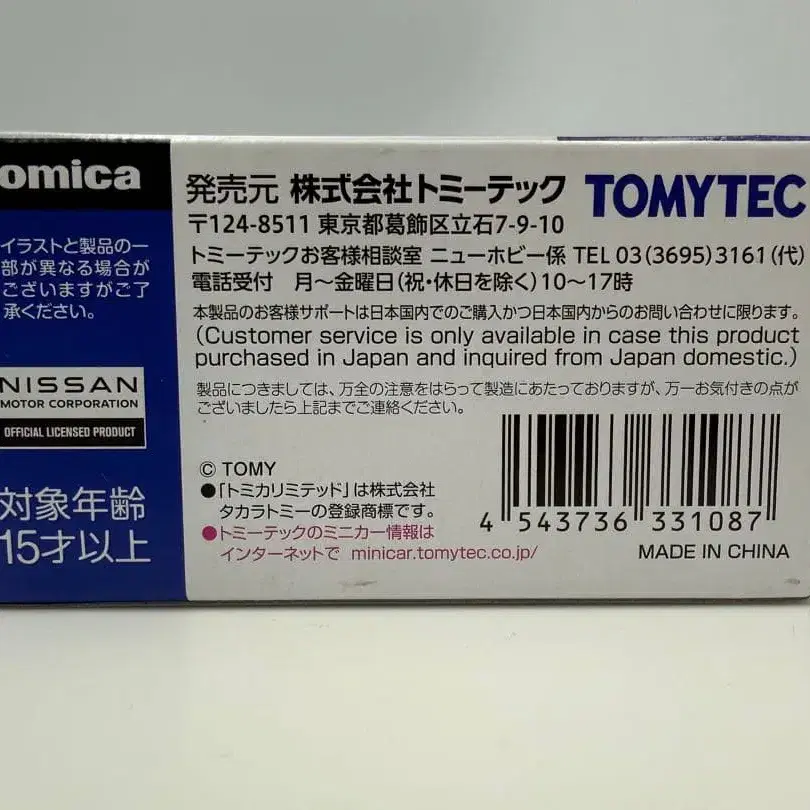 omica
イラストと製品の一
部が異なる場合が
ございますがご了
承ください。
NISSAN
MOTOR CORPORATION
OFFICIAL LICENSED PRODUCT
対象年齢
15才以上
発売元 株式会社トミーテック TOMYTEC
〒124-8511 東京都葛飾区立石7-9-10
トミーテックお客様相談室 ニューホビー係 TEL 03(3695)3161(代)
電話受付 月〜金曜日(祝・休日を除く)10〜17時
本製品のお客様サポートは日本国内でのご購入かつ日本国内からのお問い合わせに限ります。
(Customer service is only available in case this product
purchased in Japan and inquired from Japan domestic.)
製品につきましては、万全の注意をはらって製造にあたっておりますが、万一お気付きの点が
ございましたら上記までご連絡ください。
© TOMY
●「トミカリミテッド」は株式会社
タカラトミーの登録商標です。
●トミーテックのミニカー情報は
インターネットで minicar.tomytec.co.jp/
4 543736 331087
MADE IN CHINA